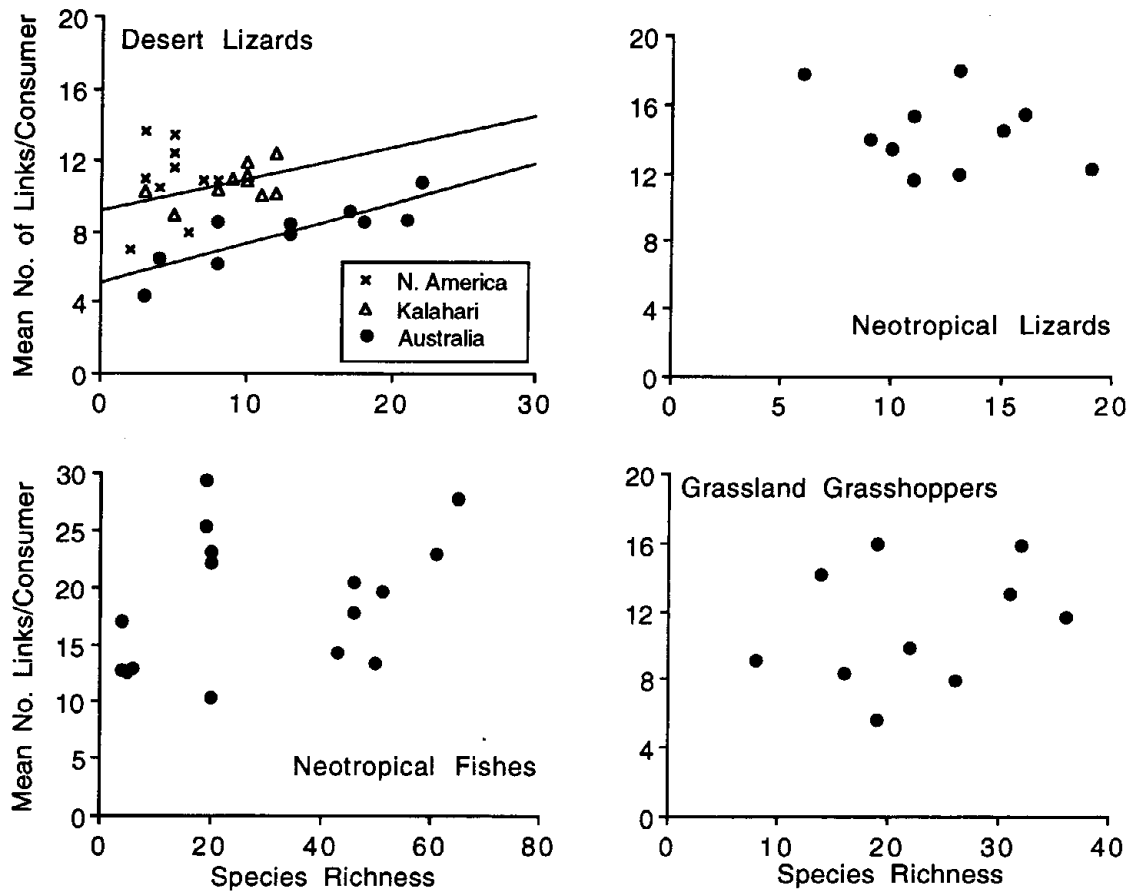 Mean No. of Links/Consumer
20
16
12
8
4
0
Desert Lizards
N. America
Kalahari
Australia
0 10 20 30
20
16
12
8
4
0
Neotropical Lizards
0 5 10 15 20
Mean No. Links/Consumer
30
25
20
15
10
5
0
Neotropical Fishes
0 20 40 60 80
Species Richness
20
16
12
8
4
0
Grassland Grasshoppers
0 10 20 30 40
Species Richness